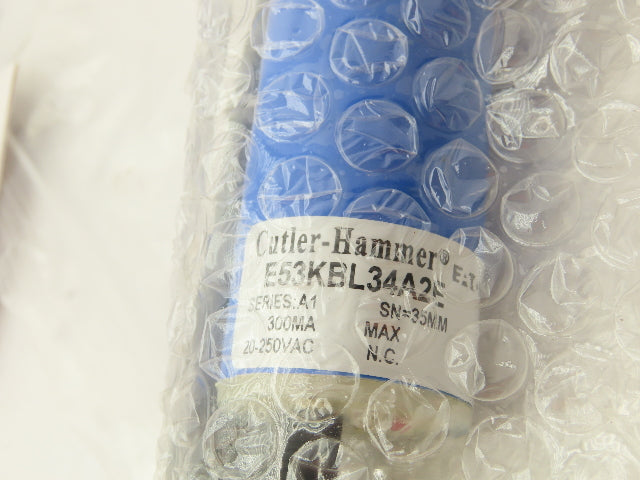 Cutler-Hammer®
E53KBL34A2E
SERIES:A1 SN=35MM
300MA MAX
20-250VAC N.C.